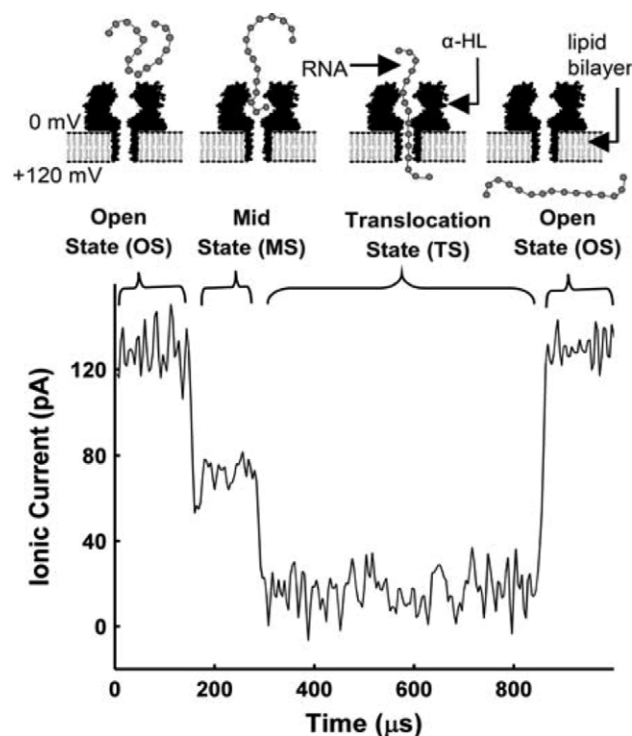 RNA
α-HL
lipid
bilayer
0 mV
+120 mV
Open
State (OS)
Mid
State (MS)
Translocation
State (TS)
Open
State (OS)
Ionic Current (pA)
120
80
40
0
0
200
400
600
800
Time (μs)